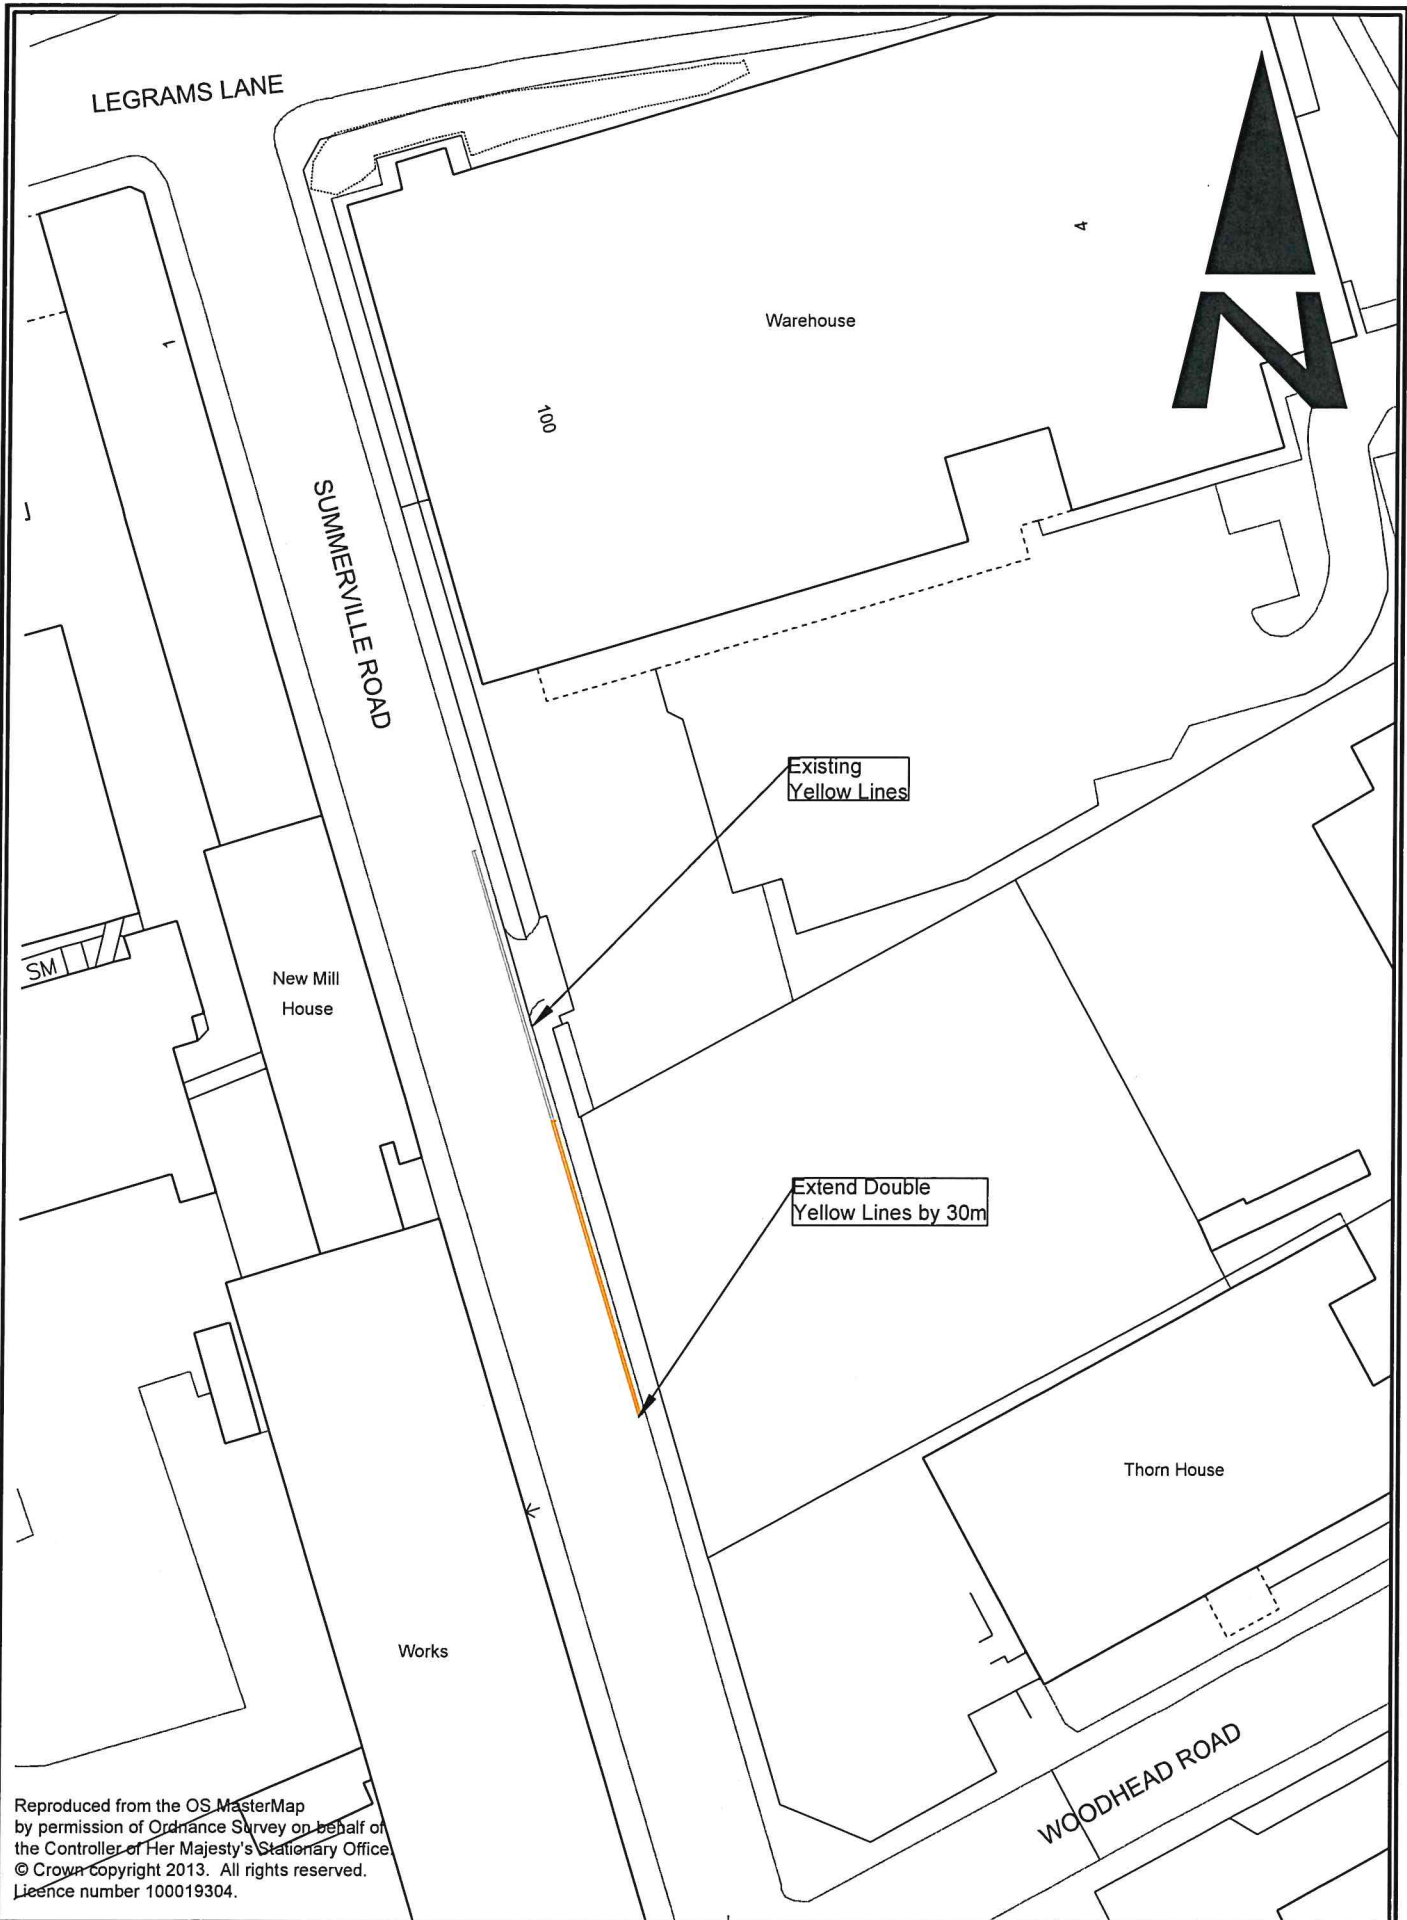 LEGRAMS LANE
N
4
Warehouse
1
100
SUMMERVILLE ROAD
Existing
Yellow Lines
SM
New Mill
House
Extend Double
Yellow Lines by 30m
Thorn House
Works
WOODHEAD ROAD
Reproduced from the OS MasterMap
by permission of Ordnance Survey on behalf of
the Controller of Her Majesty's Stationary Office.
© Crown copyright 2013. All rights reserved.
Licence number 100019304.